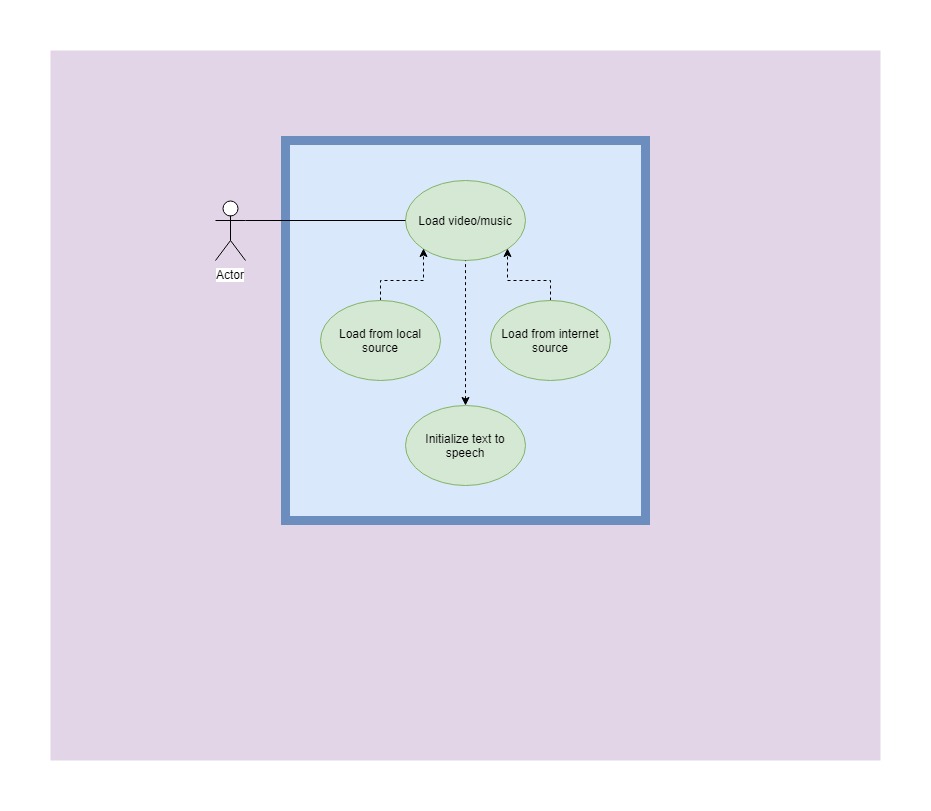 Load video/music
Actor
Load from local
source
Load from internet
source
Initialize text to
speech